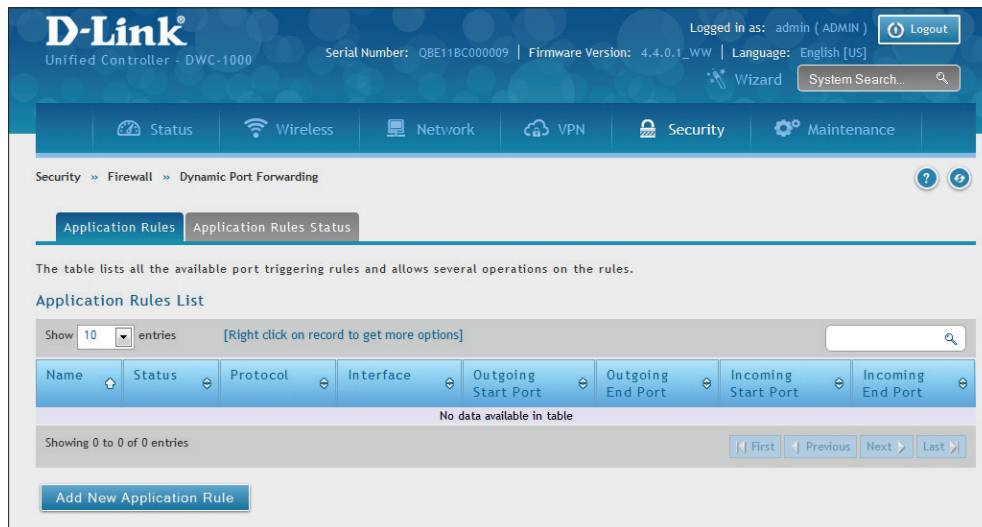 D-Link
Unified Controller - DWC-1000
Logged in as: admin ( ADMIN ) Logout
Serial Number: QBE11BC000009 | Firmware Version: 4.4.0.1_WW | Language: English [US]
Wizard System Search...
Status Wireless Network VPN Security Maintenance
Security » Firewall » Dynamic Port Forwarding
Application Rules Application Rules Status
The table lists all the available port triggering rules and allows several operations on the rules.
Application Rules List
Show 10 entries [Right click on record to get more options]
Name Status Protocol Interface Outgoing Start Port Outgoing End Port Incoming Start Port Incoming End Port
No data available in table
Showing 0 to 0 of 0 entries First Previous Next Last
Add New Application Rule